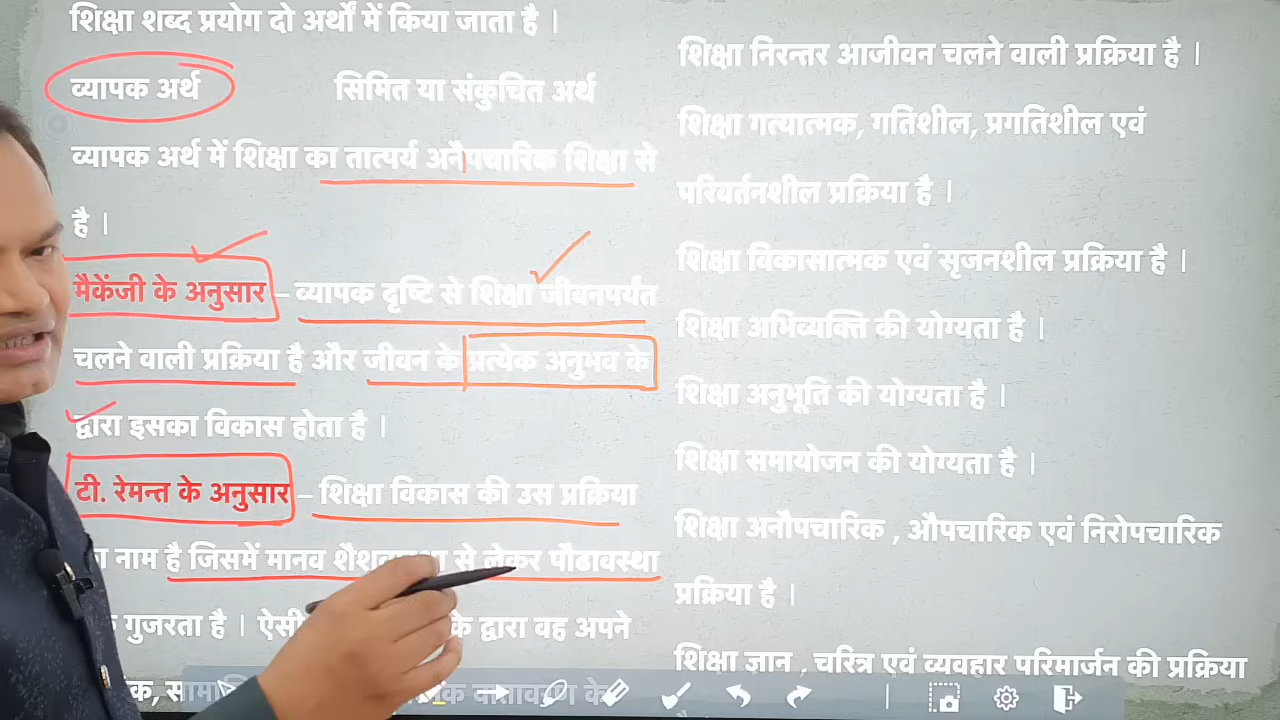 शिक्षा शब्द प्रयोग दो अर्थों में किया जाता है |
व्यापक अर्थ सिमित या संकुचित अर्थ
व्यापक अर्थ में शिक्षा का तात्पर्य अनौपचारिक शिक्षा से
है |
मैकेंजी के अनुसार – व्यापक दृष्टि से शिक्षा जीवनपर्यंत
चलने वाली प्रक्रिया है और जीवन के प्रत्येक अनुभव के
द्वारा इसका विकास होता है |
टी. रेमन्त के अनुसार – शिक्षा विकास की उस प्रक्रिया
नाम है जिसमें मानव से लेकर पौढावस्था
गुजरता है | ऐसी के द्वारा वह अपने
के
शिक्षा निरन्तर आजीवन चलने वाली प्रक्रिया है |
शिक्षा गत्यात्मक, गतिशील, प्रगतिशील एवं
परिवर्तनशील प्रक्रिया है |
शिक्षा विकासात्मक एवं सृजनशील प्रक्रिया है |
शिक्षा अभिव्यक्ति की योग्यता है |
शिक्षा अनुभूति की योग्यता है |
शिक्षा समायोजन की योग्यता है |
शिक्षा अनौपचारिक , औपचारिक एवं निरोपचारिक
प्रक्रिया है |
शिक्षा ज्ञान , चरित्र एवं व्यवहार परिमार्जन की प्रक्रिया